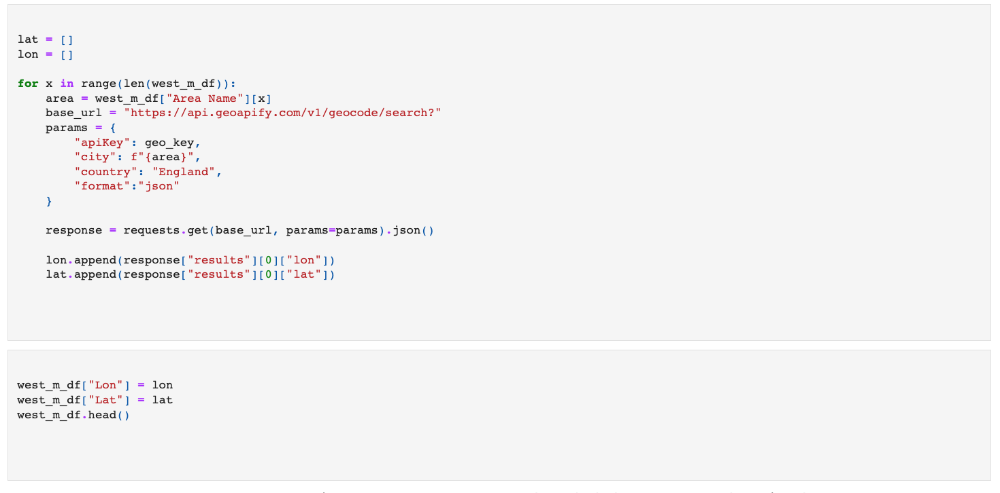 lat = []
lon = []
for x in range(len(west_m_df)):
    area = west_m_df["Area Name"][x]
    base_url = "https://api.geoapify.com/v1/geocode/search?"
    params = {
        "apiKey": geo_key,
        "city": f"{area}",
        "country": "England",
        "format":"json"
    }
    response = requests.get(base_url, params=params).json()
    lon.append(response["results"][0]["lon"])
    lat.append(response["results"][0]["lat"])
west_m_df["Lon"] = lon
west_m_df["Lat"] = lat
west_m_df.head()